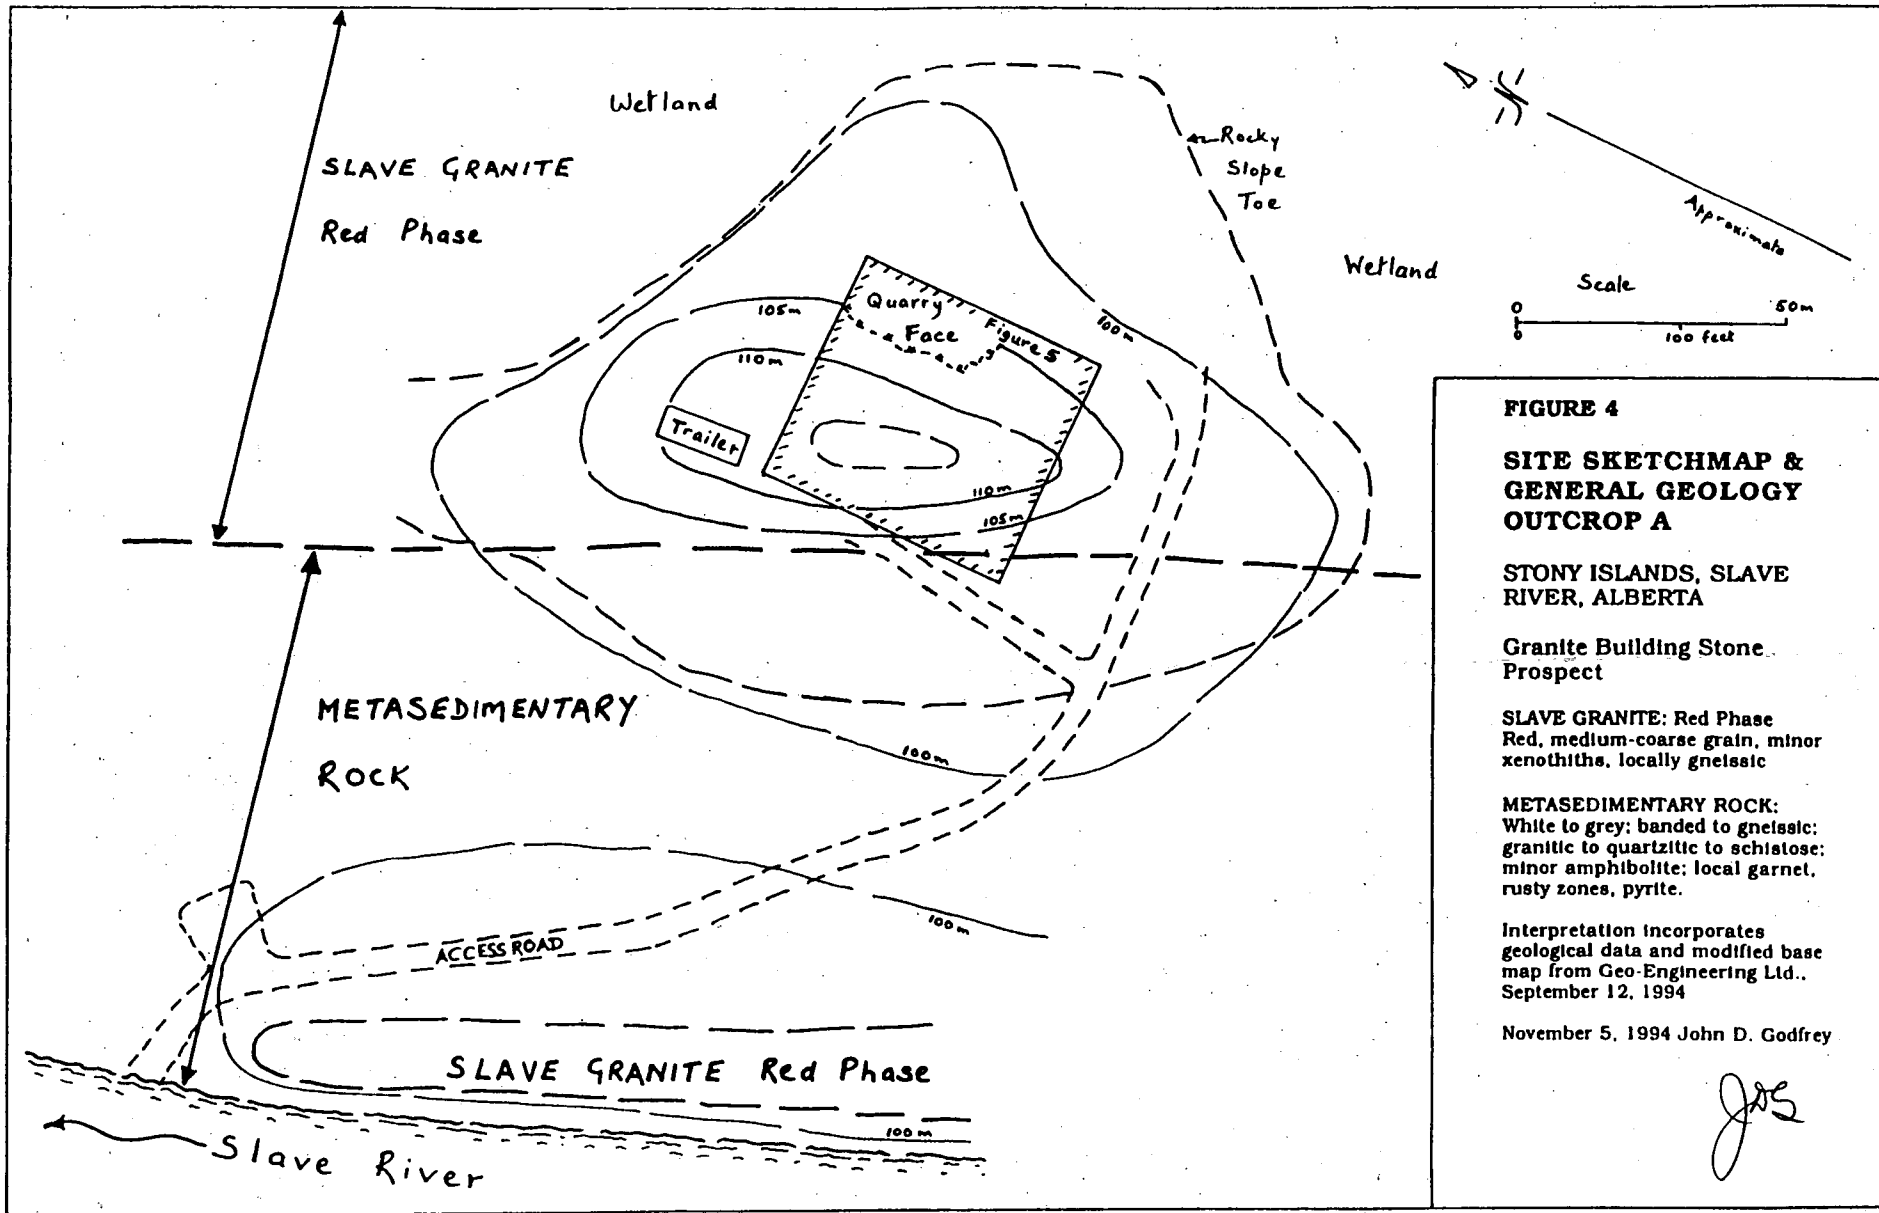 Wetland
SLAVE GRANITE
Red Phase
Rocky
Slope
Toe
Wetland
Approximate
Scale
0
50m
0
100 feet
Quarry
Face
Figure 5
105m
100m
110m
Trailer
110m
105m
METASEDIMENTARY
ROCK
100m
100m
ACCESS ROAD
SLAVE GRANITE Red Phase
100m
Slave River
FIGURE 4
SITE SKETCHMAP &
GENERAL GEOLOGY
OUTCROP A
STONY ISLANDS, SLAVE
RIVER, ALBERTA
Granite Building Stone
Prospect
SLAVE GRANITE: Red Phase
Red, medium-coarse grain, minor
xenothiths, locally gneissic
METASEDIMENTARY ROCK:
White to grey; banded to gneissic;
granitic to quartzitic to schistose;
minor amphibolite; local garnet,
rusty zones, pyrite.
Interpretation incorporates
geological data and modified base
map from Geo-Engineering Ltd.,
September 12, 1994
November 5, 1994 John D. Godfrey
JDG